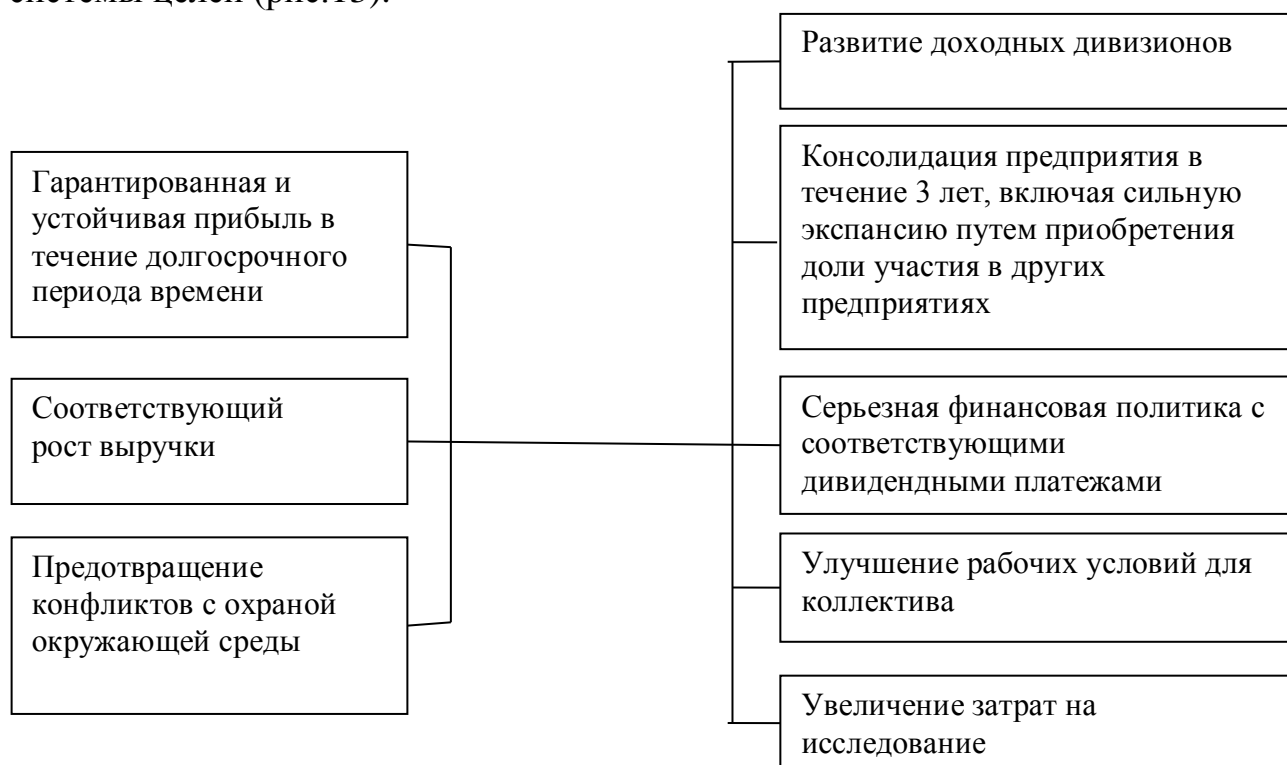 системы целей (рис.13).
Гарантированная и
устойчивая прибыль в
течение долгосрочного
периода времени
Соответствующий
рост выручки
Предотвращение
конфликтов с охраной
окружающей среды
Развитие доходных дивизионов
Консолидация предприятия в
течение 3 лет, включая сильную
экспансию путем приобретения
доли участия в других
предприятиях
Серьезная финансовая политика с
соответствующими
дивидендными платежами
Улучшение рабочих условий для
коллектива
Увеличение затрат на
исследование